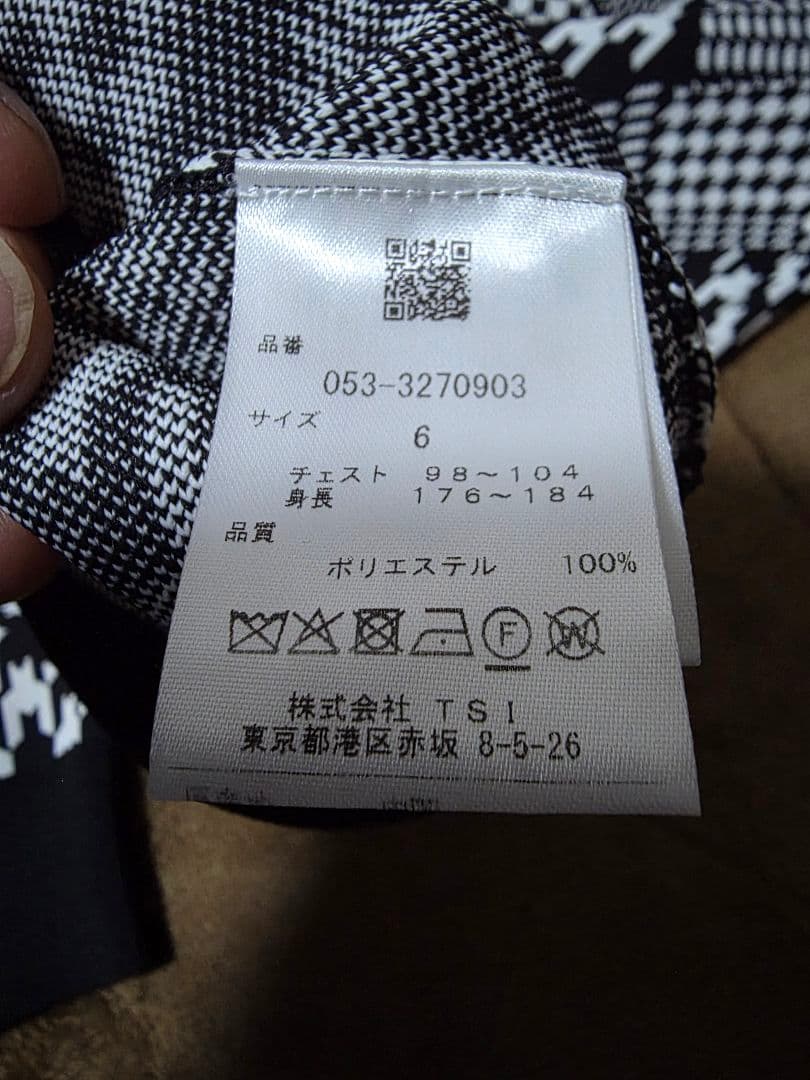 品番
053-3270903
サイズ
6
チェスト 98~104
身長 176~184
品質
ポリエステル 100%
F
W
株式会社 TSI
東京都港区赤坂 8-5-26